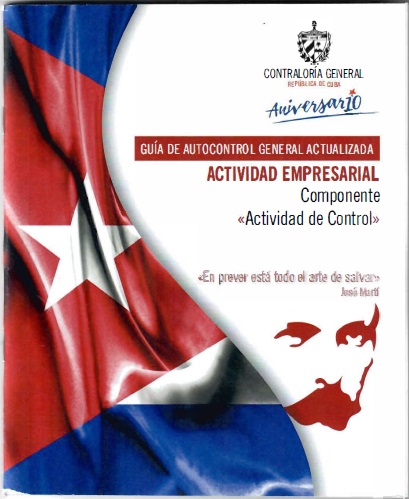 CONTRALORÍA GENERAL
REPÚBLICA DE CUBA
Aniversario
GUÍA DE AUTOCONTROL GENERAL ACTUALIZADA
ACTIVIDAD EMPRESARIAL
Componente
«Actividad de Control»
«En prever está todo el arte de salvar»
José Martí